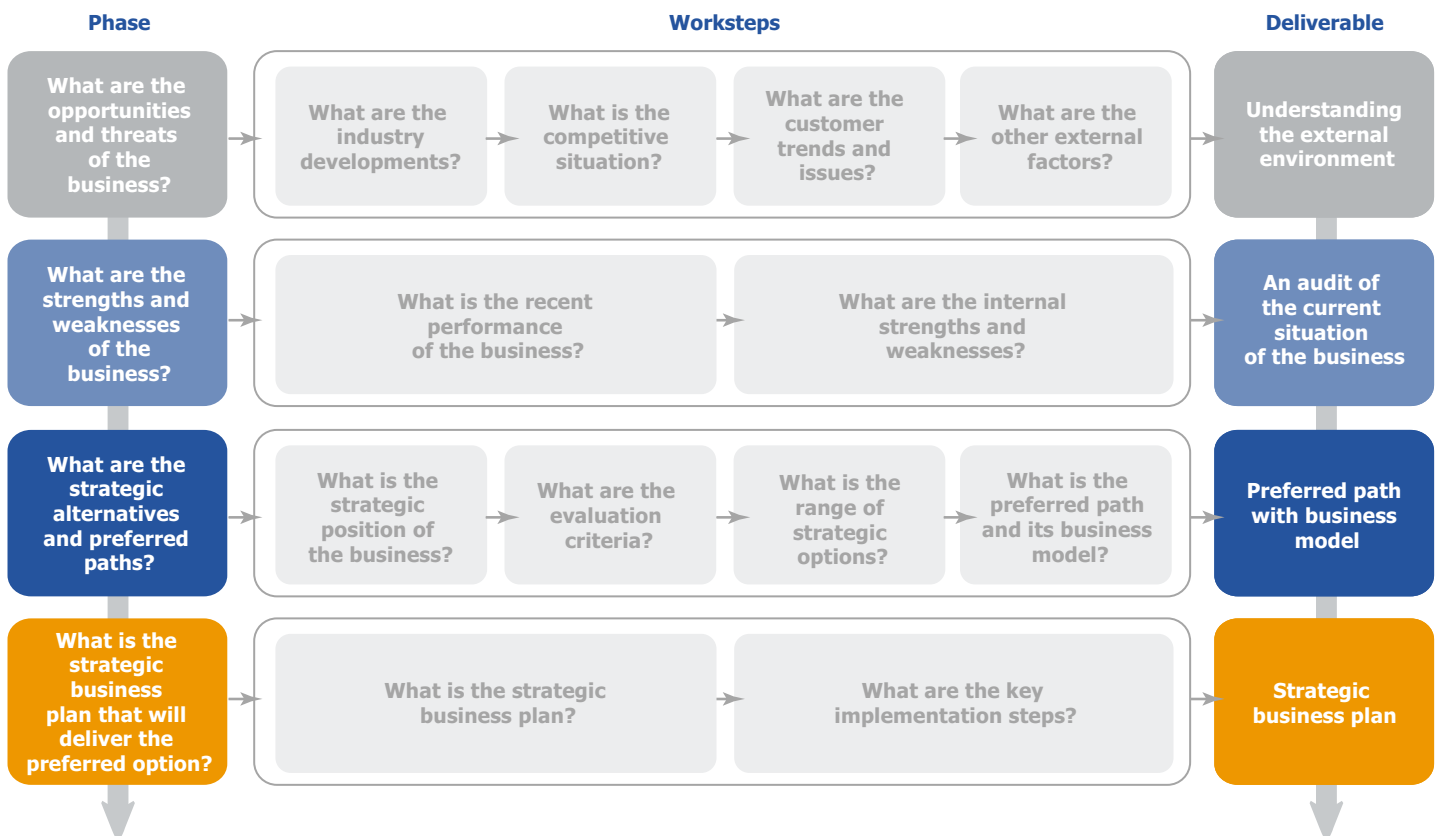 Phase
Worksteps
Deliverable
What are the
opportunities
and threats
of the
business?
What are the
industry
developments?
What is the
competitive
situation?
What are the
customer
trends and
issues?
What are the
other external
factors?
Understanding
the external
environment
What are the
strengths and
weaknesses
of the
business?
What is the recent
performance
of the business?
What are the internal
strengths and
weaknesses?
An audit of
the current
situation
of the business
What are the
strategic
alternatives
and preferred
paths?
What is the
strategic
position of
the business?
What are the
evaluation
criteria?
What is the
range of
strategic
options?
What is the
preferred path
and its business
model?
Preferred path
with business
model
What is the
strategic
business
plan that will
deliver the
preferred option?
What is the strategic
business plan?
What are the key
implementation steps?
Strategic
business plan